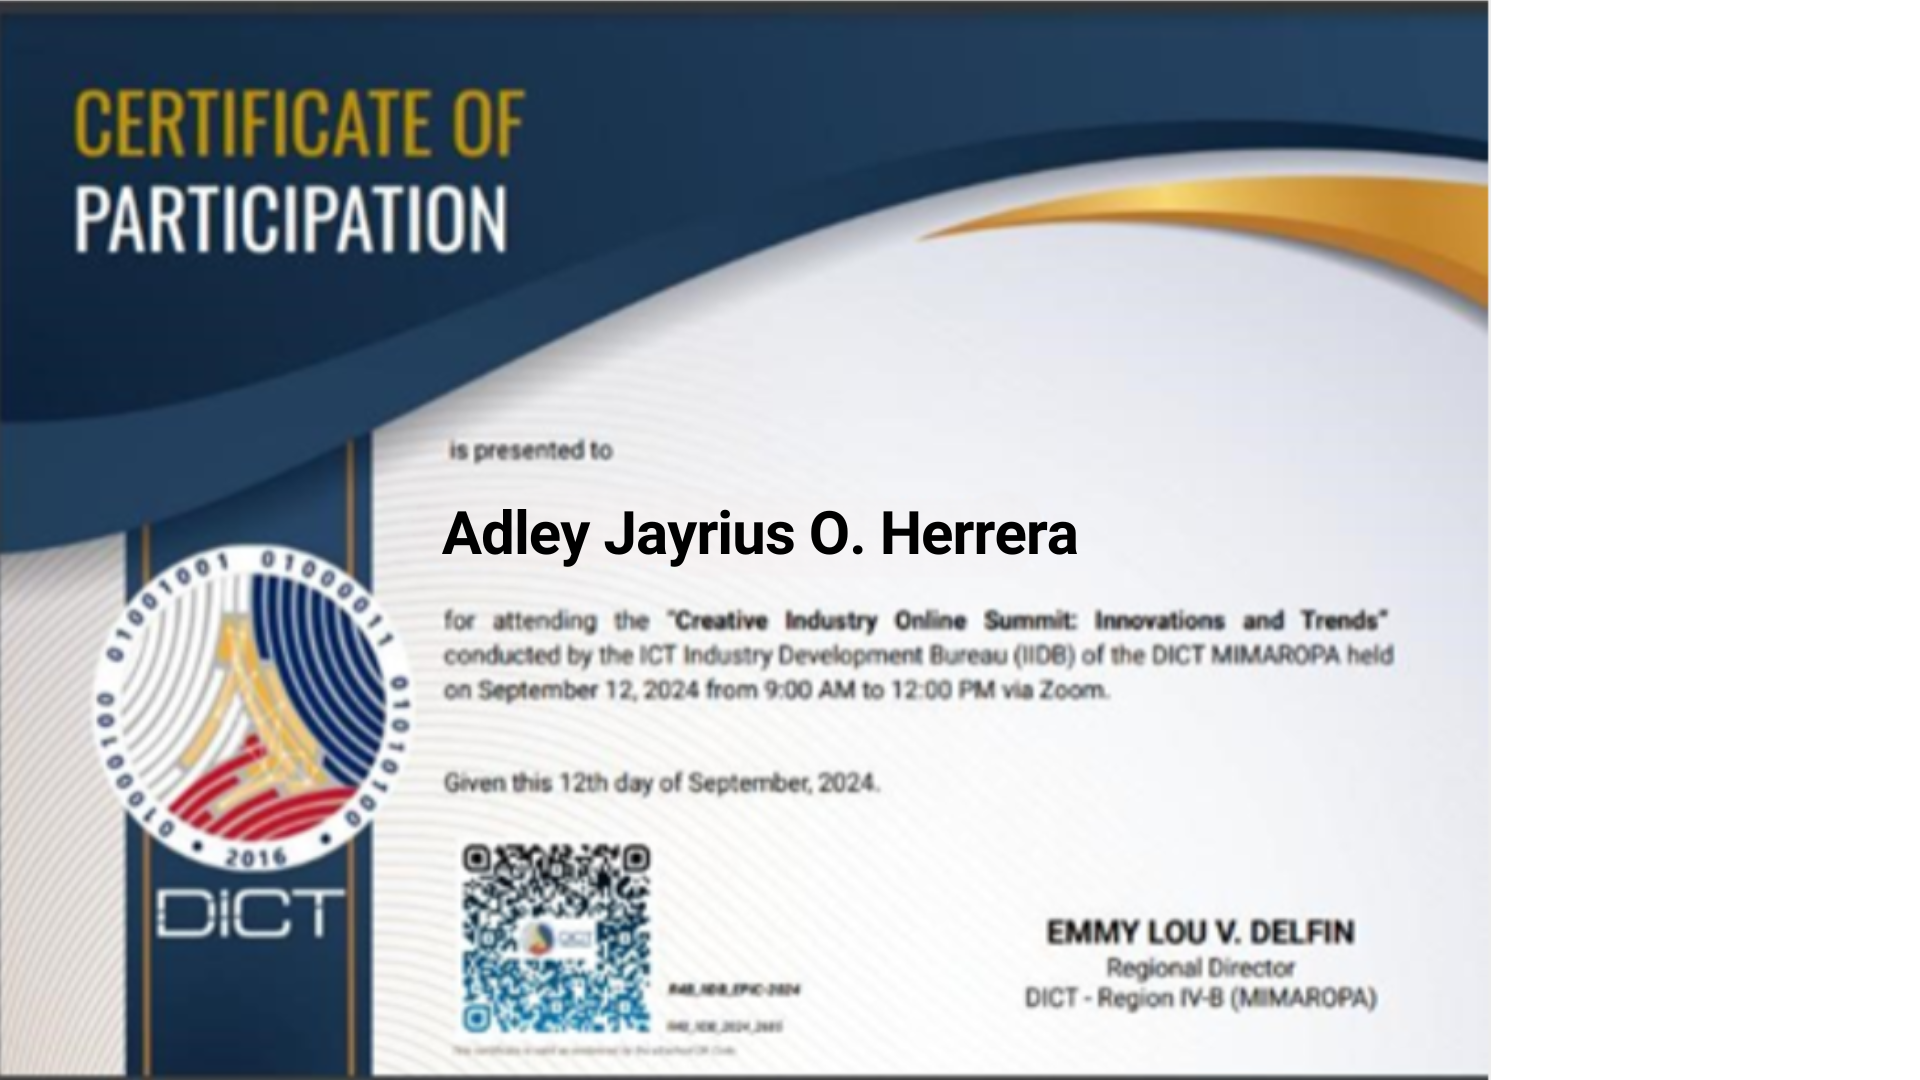 CERTIFICATE OF
PARTICIPATION
is presented to
Adley Jayrius O. Herrera
for attending the "Creative Industry Online Summit: Innovations and Trends"
conducted by the ICT Industry Development Bureau (IIDB) of the DICT MIMAROPA held
on September 12, 2024 from 9:00 AM to 12:00 PM via Zoom.
Given this 12th day of September, 2024.
01000100 01001001 01000011 01010100
2016
DICT
DICT
R4B_IIDB_EPIC-2024
EMMY LOU V. DELFIN
Regional Director
DICT - Region IV-B (MIMAROPA)